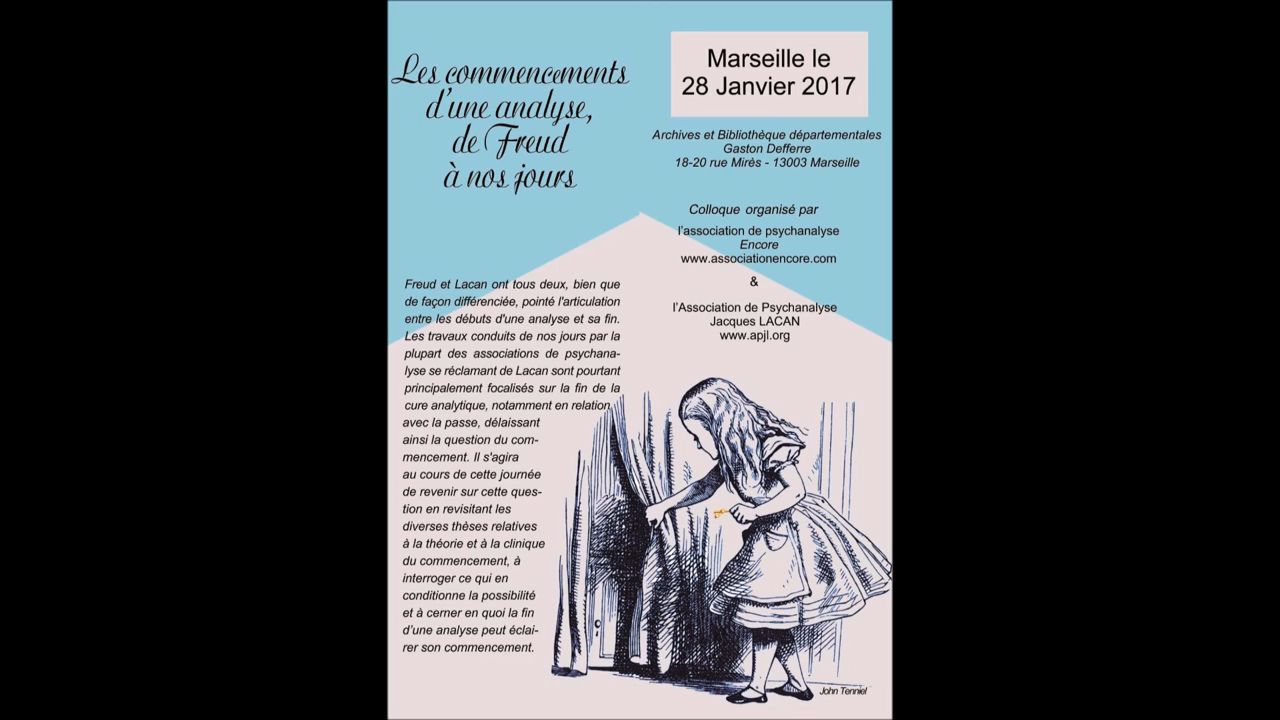 Les commencements
d'une analyse,
de Freud
à nos jours
Marseille le
28 Janvier 2017
Archives et Bibliothèque départementales
Gaston Defferre
18-20 rue Mirès - 13003 Marseille
Colloque organisé par
l'association de psychanalyse
Encore
www.associationencore.com
&
l'Association de Psychanalyse
Jacques LACAN
www.apjl.org
Freud et Lacan ont tous deux, bien que
de façon différenciée, pointé l'articulation
entre les débuts d'une analyse et sa fin.
Les travaux conduits de nos jours par la
plupart des associations de psychana-
lyse se réclamant de Lacan sont pourtant
principalement focalisés sur la fin de la
cure analytique, notamment en relation
avec la passe, délaissant
ainsi la question du com-
mencement. Il s'agira
au cours de cette journée
de revenir sur cette ques-
tion en revisitant les
diverses thèses relatives
à la théorie et à la clinique
du commencement, à
interroger ce qui en
conditionne la possibilité
et à cerner en quoi la fin
d'une analyse peut éclai-
rer son commencement.
John Tenniel